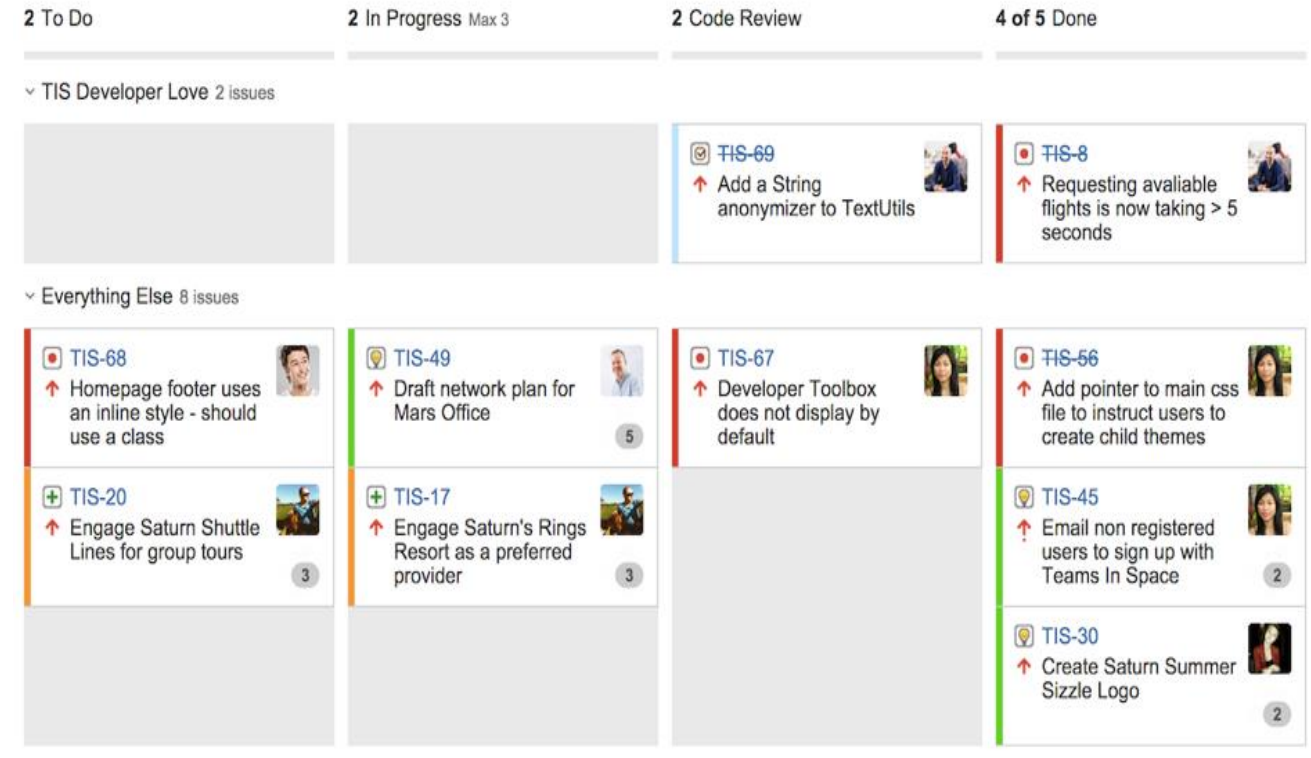 2 To Do
2 In Progress Max 3
2 Code Review
4 of 5 Done
TIS Developer Love 2 issues
TIS-69
Add a String
anonymizer to TextUtils
TIS-8
Requesting avaliable
flights is now taking > 5
seconds
Everything Else 8 issues
TIS-68
Homepage footer uses
an inline style - should
use a class
TIS-49
Draft network plan for
Mars Office
5
TIS-67
Developer Toolbox
does not display by
default
TIS-56
Add pointer to main css
file to instruct users to
create child themes
TIS-20
Engage Saturn Shuttle
Lines for group tours
3
TIS-17
Engage Saturn's Rings
Resort as a preferred
provider
3
TIS-45
Email non registered
users to sign up with
Teams In Space
2
TIS-30
Create Saturn Summer
Sizzle Logo
2